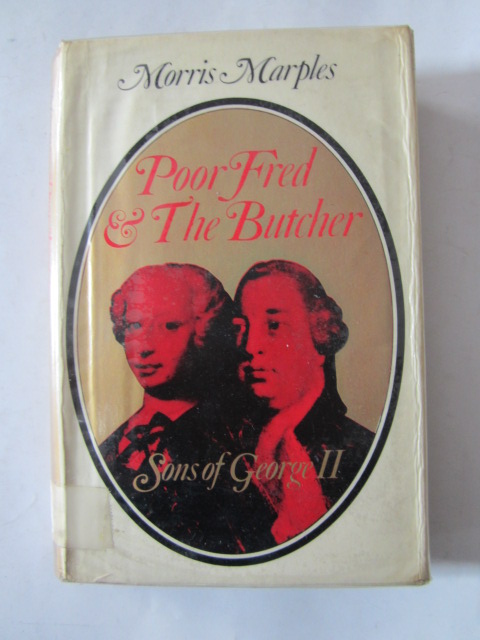 Morris Marples
Poor Fred
& The Butcher
Sons of George II